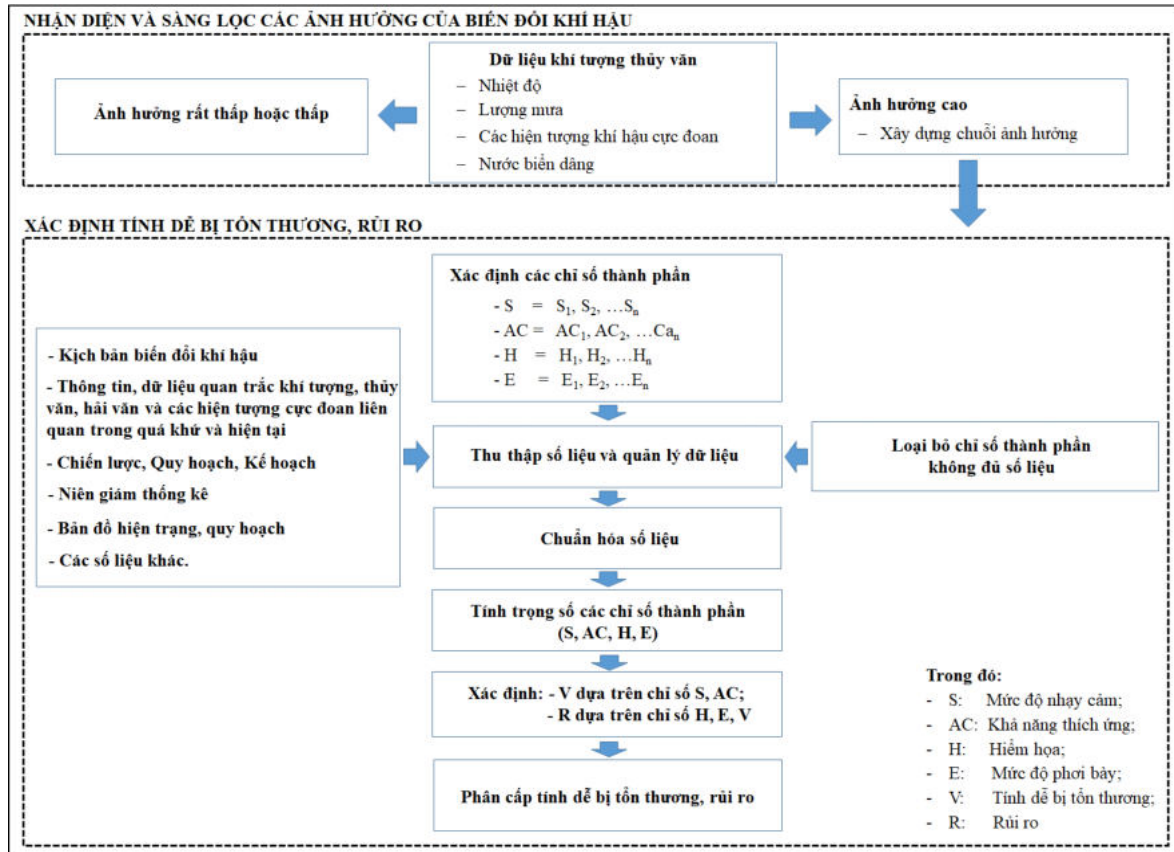 NHẬN DIỆN VÀ SÀNG LỌC CÁC ẢNH HƯỞNG CỦA BIẾN ĐỔI KHÍ HẬU
Ảnh hưởng rất thấp hoặc thấp
Dữ liệu khí tượng thủy văn
– Nhiệt độ
– Lượng mưa
– Các hiện tượng khí hậu cực đoan
– Nước biển dâng
Ảnh hưởng cao
– Xây dựng chuỗi ảnh hưởng
XÁC ĐỊNH TÍNH DỄ BỊ TỔN THƯƠNG, RỦI RO
Xác định các chỉ số thành phần
- S = S1, S2, …Sn
- AC = AC1, AC2, …Can
- H = H1, H2, …Hn
- E = E1, E2, …En
- Kịch bản biến đổi khí hậu
- Thông tin, dữ liệu quan trắc khí tượng, thủy
văn, hải văn và các hiện tượng cực đoan liên
quan trong quá khứ và hiện tại
- Chiến lược, Quy hoạch, Kế hoạch
- Niên giám thống kê
- Bản đồ hiện trạng, quy hoạch
- Các số liệu khác.
Thu thập số liệu và quản lý dữ liệu
Loại bỏ chỉ số thành phần
không đủ số liệu
Chuẩn hóa số liệu
Tính trọng số các chỉ số thành phần
(S, AC, H, E)
Xác định: - V dựa trên chỉ số S, AC;
- R dựa trên chỉ số H, E, V
Phân cấp tính dễ bị tổn thương, rủi ro
Trong đó:
- S: Mức độ nhạy cảm;
- AC: Khả năng thích ứng;
- H: Hiểm họa;
- E: Mức độ phơi bày;
- V: Tính dễ bị tổn thương;
- R: Rủi ro